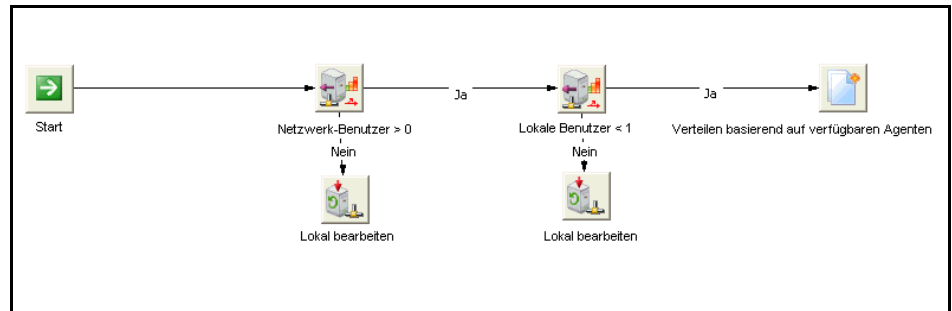 Ja
Ja
Start
Netzwerk-Benutzer > 0
Lokale Benutzer < 1
Verteilen basierend auf verfügbaren Agenten
Nein
Nein
Lokal bearbeiten
Lokal bearbeiten